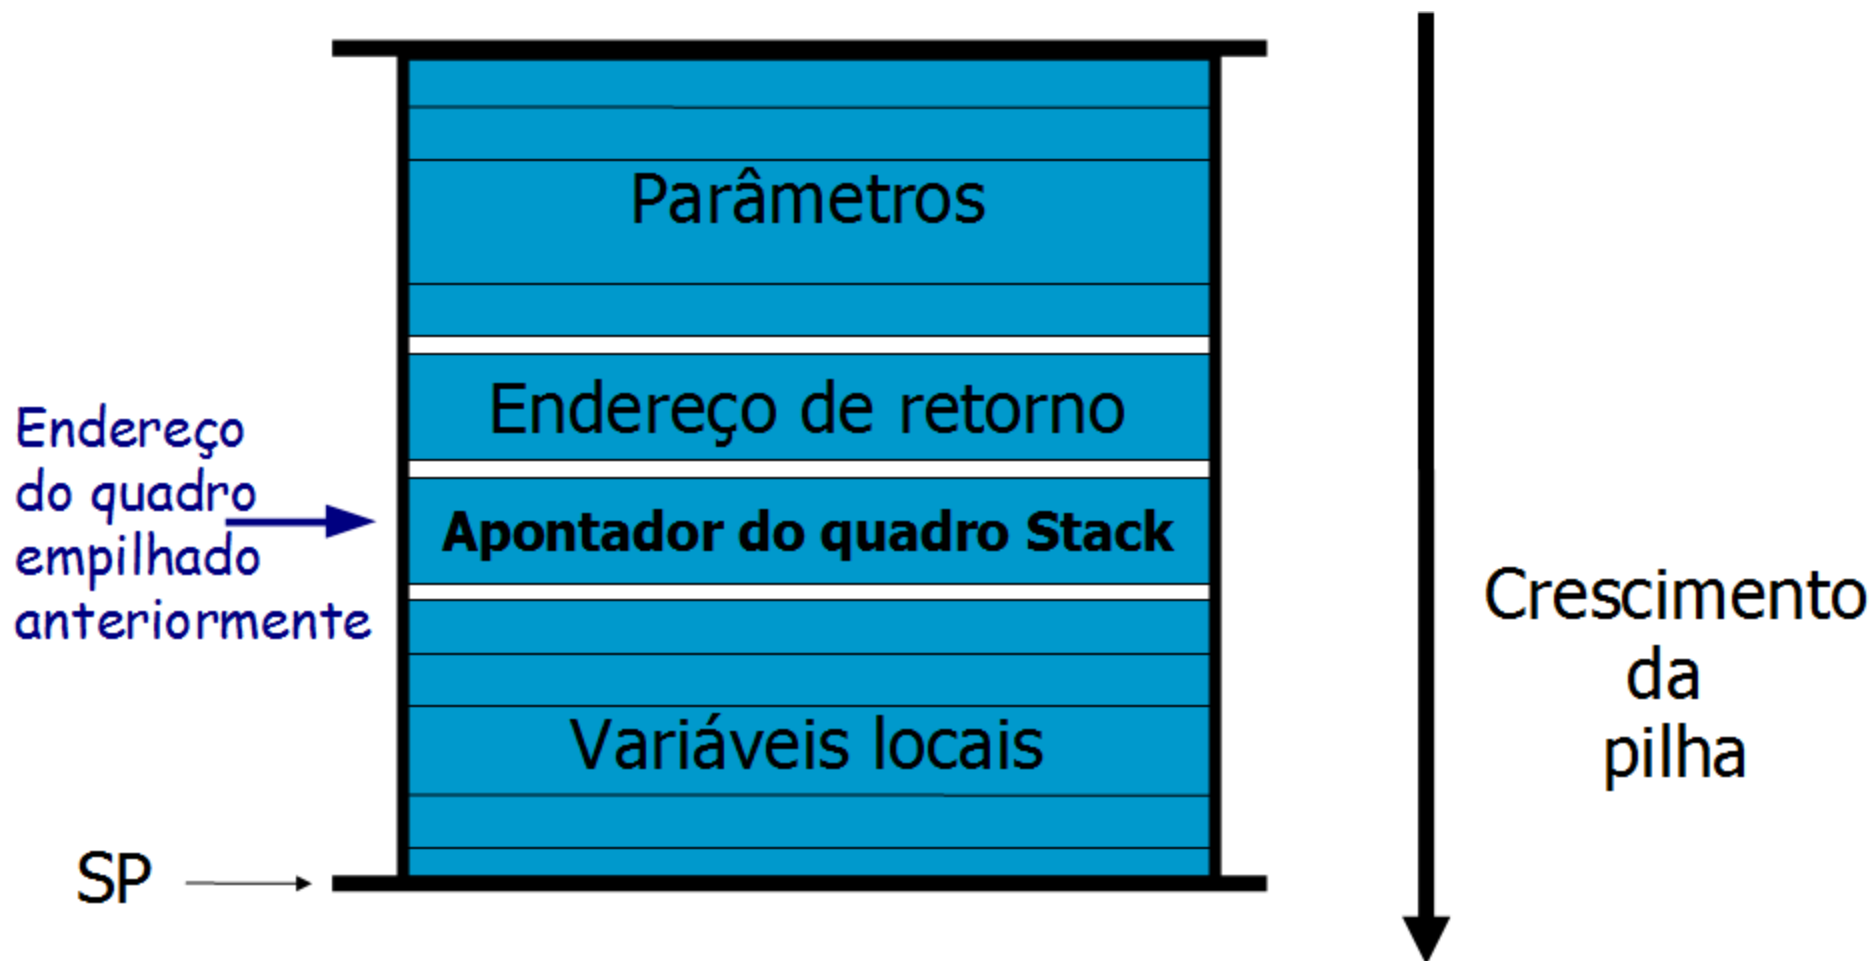 Parâmetros
Endereço de retorno
Endereço
do quadro
empilhado
anteriormente
Apontador do quadro Stack
Variáveis locais
SP
Crescimento
da
pilha